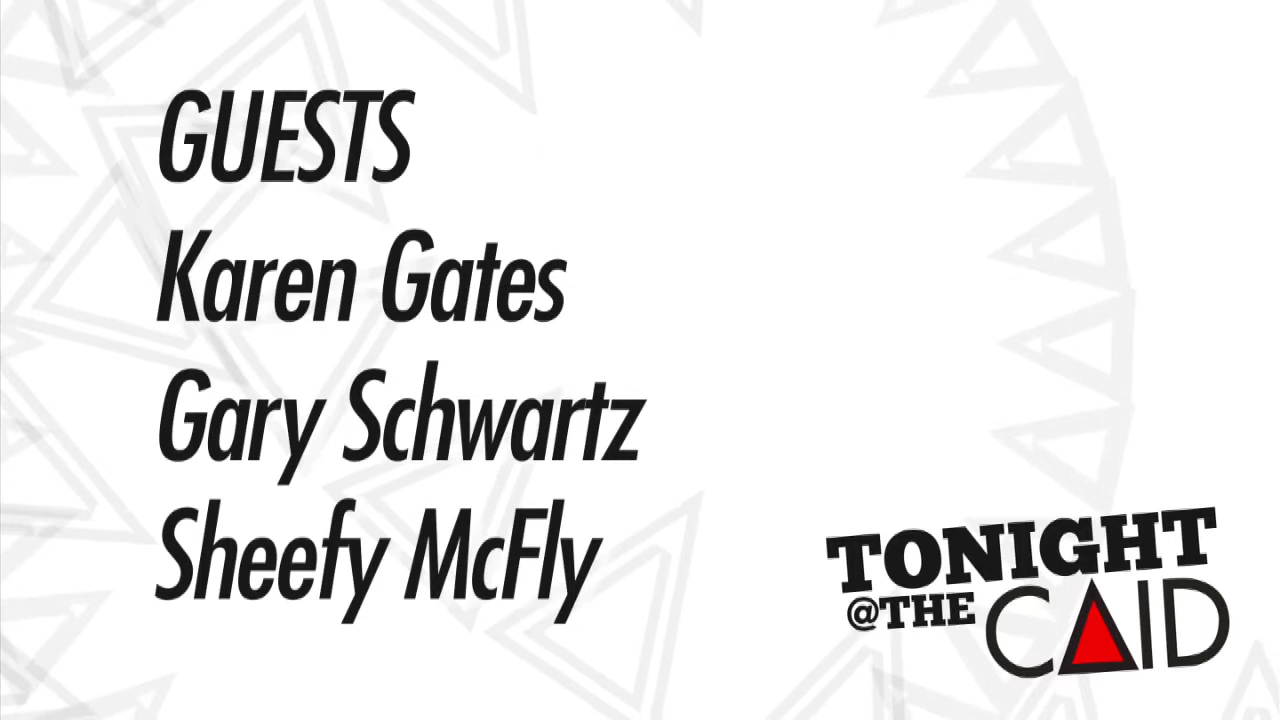 GUESTS
Karen Gates
Gary Schwartz
Sheefy McFly
TONIGHT
@THE CAID